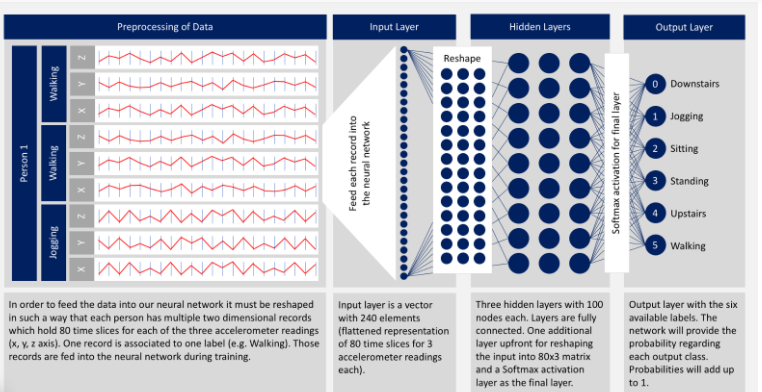 Preprocessing of Data
Input Layer
Hidden Layers
Output Layer
Person 1
Walking
Z
Y
X
Walking
Z
Y
X
Jogging
Z
Y
X
Feed each record into
the neural network
Reshape
Softmax activation for final layer
0 Downstairs
1 Jogging
2 Sitting
3 Standing
4 Upstairs
5 Walking
In order to feed the data into our neural network it must be reshaped
in such a way that each person has multiple two dimensional records
which hold 80 time slices for each of the three accelerometer readings
(x, y, z axis). One record is associated to one label (e.g. Walking). Those
records are fed into the neural network during training.
Input layer is a vector
with 240 elements
(flattened representation
of 80 time slices for 3
accelerometer readings
each).
Three hidden layers with 100
nodes each. Layers are fully
connected. One additional
layer upfront for reshaping
the input into 80x3 matrix
and a Softmax activation
layer as the final layer.
Output layer with the six
available labels. The
network will provide the
probability regarding
each output class.
Probabilities will add up
to 1.